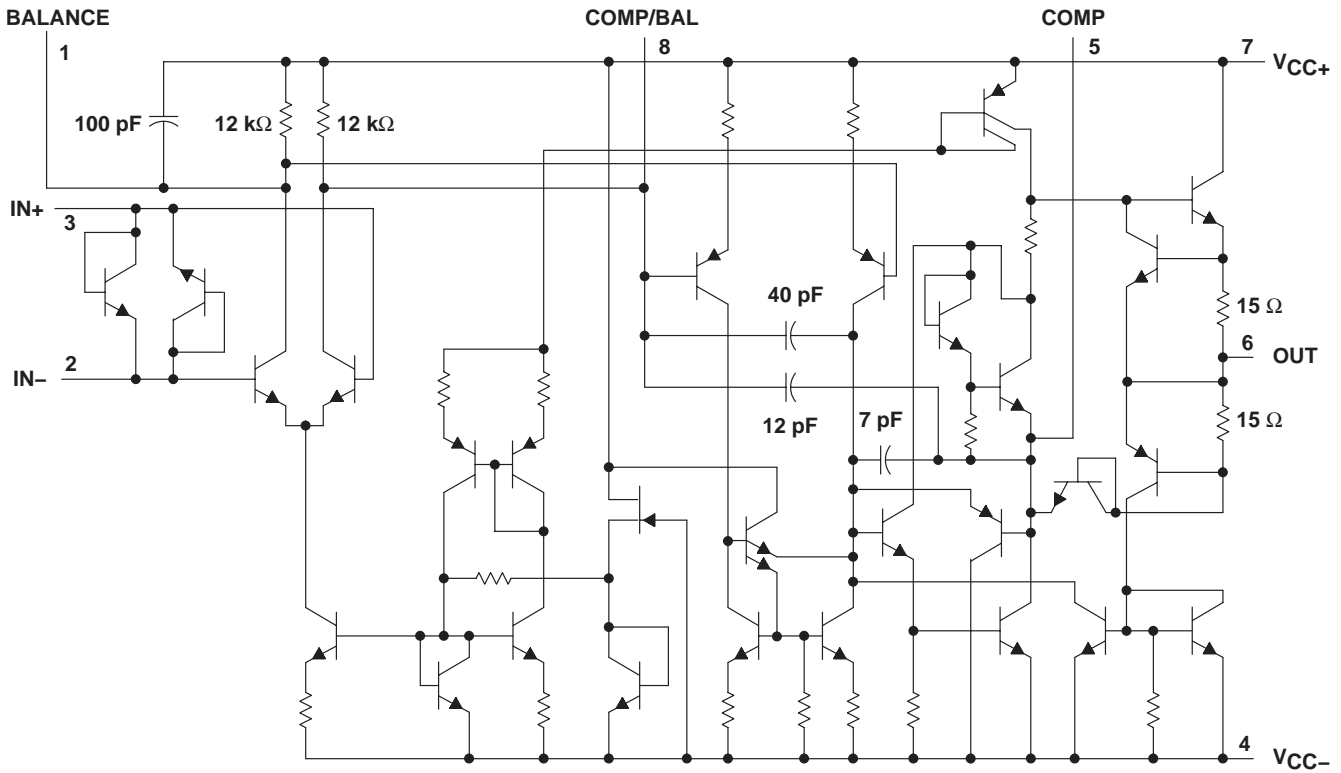 BALANCE
COMP/BAL
COMP
1
8
5
7
VCC+
100 pF
12 kΩ
12 kΩ
IN+
3
40 pF
15 Ω
6
OUT
IN–
2
12 pF
7 pF
15 Ω
4
VCC–